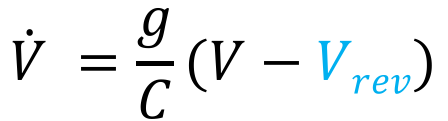 V̇ = g/C (V − V_rev)